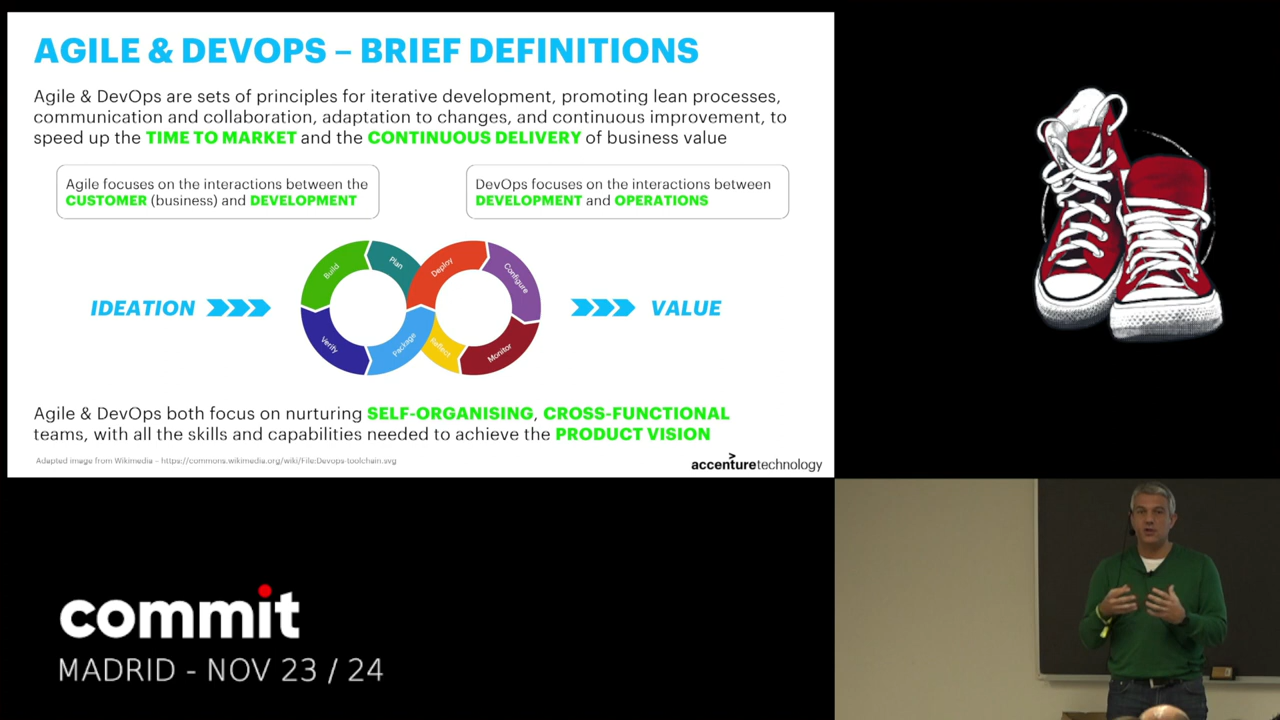 AGILE & DEVOPS – BRIEF DEFINITIONS
Agile & DevOps are sets of principles for iterative development, promoting lean processes,
communication and collaboration, adaptation to changes, and continuous improvement, to
speed up the TIME TO MARKET and the CONTINUOUS DELIVERY of business value
Agile focuses on the interactions between the
CUSTOMER (business) and DEVELOPMENT
DevOps focuses on the interactions between
DEVELOPMENT and OPERATIONS
IDEATION
Build
Plan
Deploy
Configure
Verify
Package
Reflect
Monitor
VALUE
Agile & DevOps both focus on nurturing SELF-ORGANISING, CROSS-FUNCTIONAL
teams, with all the skills and capabilities needed to achieve the PRODUCT VISION
Adapted image from Wikimedia – https://commons.wikimedia.org/wiki/File:Devops-toolchain.svg
accenturetechnology
commit
MADRID - NOV 23 / 24